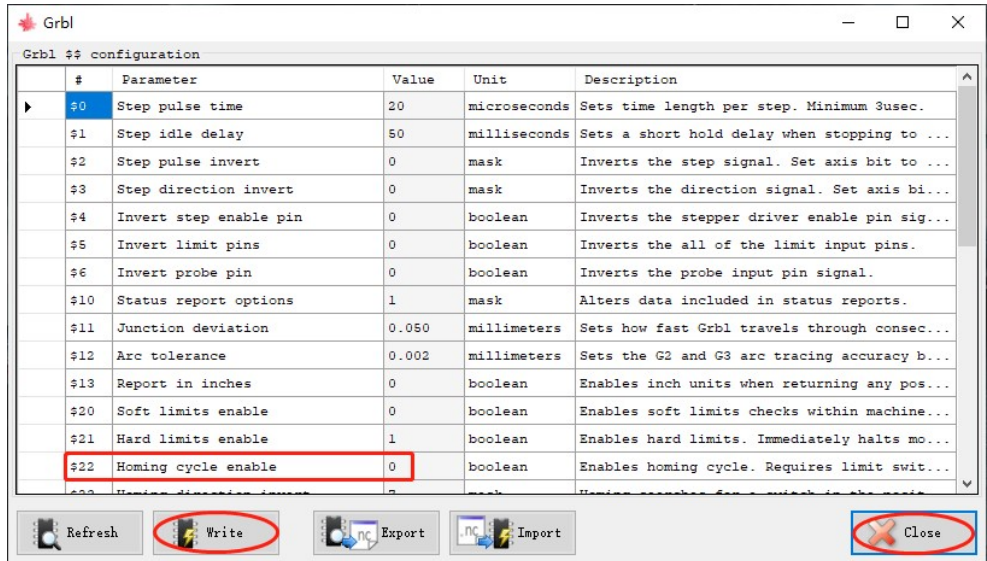 Grbl
Grbl $$ configuration
# Parameter Value Unit Description
$0 Step pulse time 20 microseconds Sets time length per step. Minimum 3usec.
$1 Step idle delay 50 milliseconds Sets a short hold delay when stopping to ...
$2 Step pulse invert 0 mask Inverts the step signal. Set axis bit to ...
$3 Step direction invert 0 mask Inverts the direction signal. Set axis bi...
$4 Invert step enable pin 0 boolean Inverts the stepper driver enable pin sig...
$5 Invert limit pins 0 boolean Inverts the all of the limit input pins.
$6 Invert probe pin 0 boolean Inverts the probe input pin signal.
$10 Status report options 1 mask Alters data included in status reports.
$11 Junction deviation 0.050 millimeters Sets how fast Grbl travels through consec...
$12 Arc tolerance 0.002 millimeters Sets the G2 and G3 arc tracing accuracy b...
$13 Report in inches 0 boolean Enables inch units when returning any pos...
$20 Soft limits enable 0 boolean Enables soft limits checks within machine...
$21 Hard limits enable 1 boolean Enables hard limits. Immediately halts mo...
$22 Homing cycle enable 0 boolean Enables homing cycle. Requires limit swit...
Refresh Write nc Export .nc Import Close